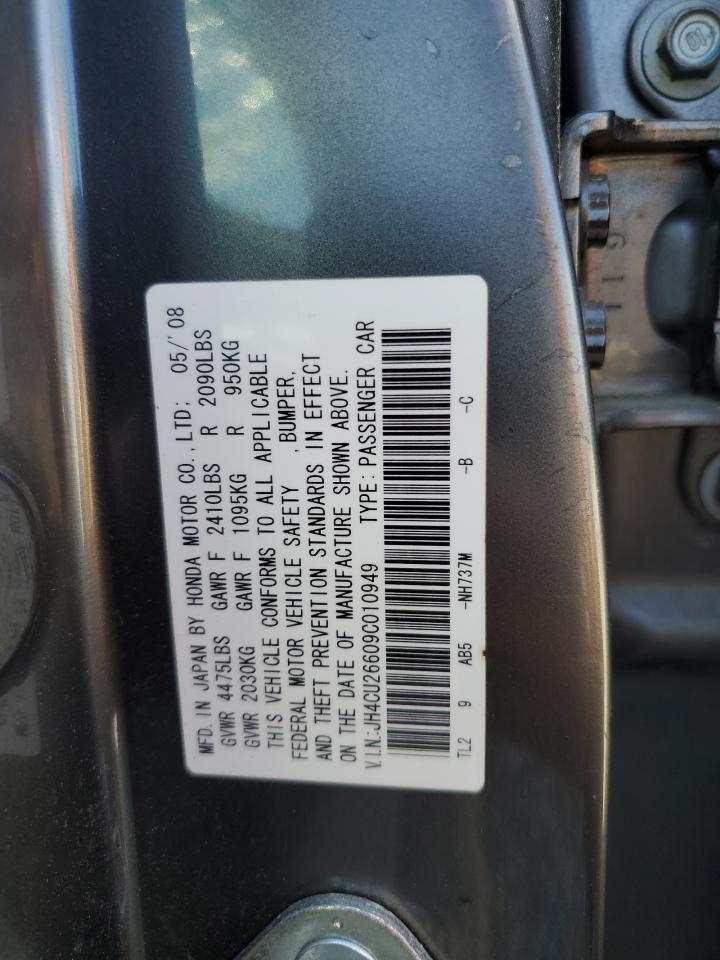 MFD. IN JAPAN BY HONDA MOTOR CO., LTD; 05/'08
GVWR 4475LBS GAWR F 2410LBS R 2090LBS
GVWR 2030KG GAWR F 1095KG R 950KG
THIS VEHICLE CONFORMS TO ALL APPLICABLE
FEDERAL MOTOR VEHICLE SAFETY , BUMPER,
AND THEFT PREVENTION STANDARDS IN EFFECT
ON THE DATE OF MANUFACTURE SHOWN ABOVE.
V.I.N.:JH4CU26609C010949 TYPE: PASSENGER CAR
TL2 9 AB5 -NH737M -B -C
10